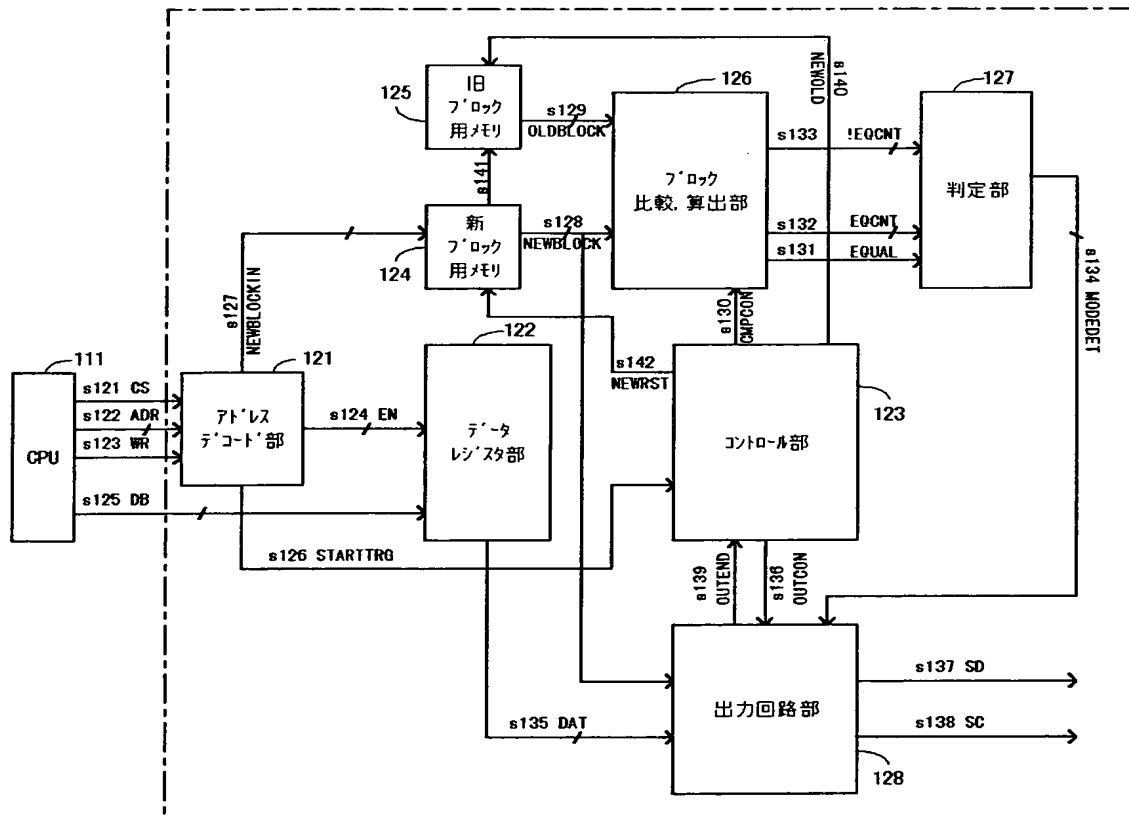 125
旧
ブロック
用メモリ
s129
OLDBLOCK
126
ブロック
比較,算出部
s140
NEWOLD
127
判定部
s133 !EQCNT
s132 EQCNT
s131 EQUAL
s141
124
新
ブロック
用メモリ
s128
NEWBLOCK
s127
NEWBLOCKIN
s130
CMPCON
s134 MODEDET
111
CPU
s121 CS
s122 ADR
s123 WR
s125 DB
121
アドレス
デコード部
s124 EN
122
データ
レジスタ部
s142
NEWRST
123
コントロール部
s126 STARTTRG
s139
OUTEND
s136
OUTCON
s135 DAT
出力回路部
128
s137 SD
s138 SC